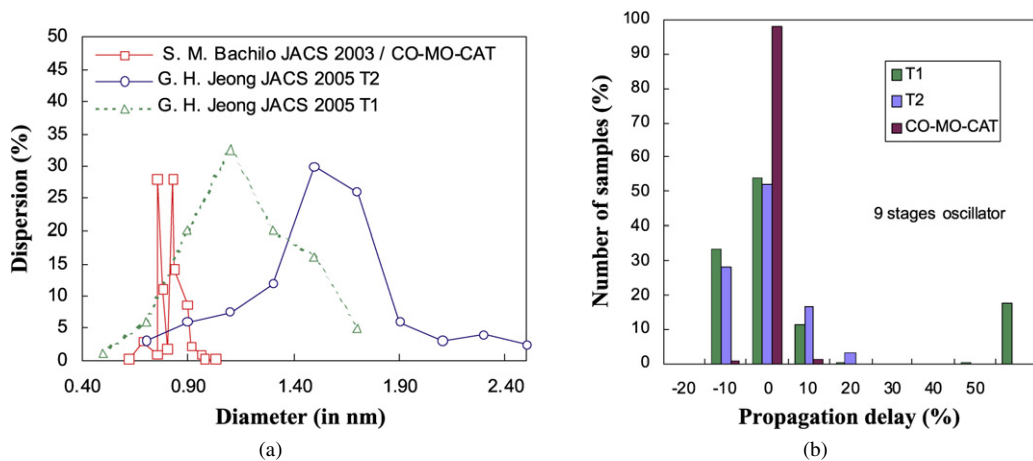 50
45
40
35
30
25
20
15
10
5
0
Dispersion (%)
S. M. Bachilo JACS 2003 / CO-MO-CAT
G. H. Jeong JACS 2005 T2
G. H. Jeong JACS 2005 T1
0.40 0.90 1.40 1.90 2.40
Diameter (in nm)
(a)
100
90
80
70
60
50
40
30
20
10
0
Number of samples (%)
T1
T2
CO-MO-CAT
9 stages oscillator
-20 -10 0 10 20 30 40 50
Propagation delay (%)
(b)